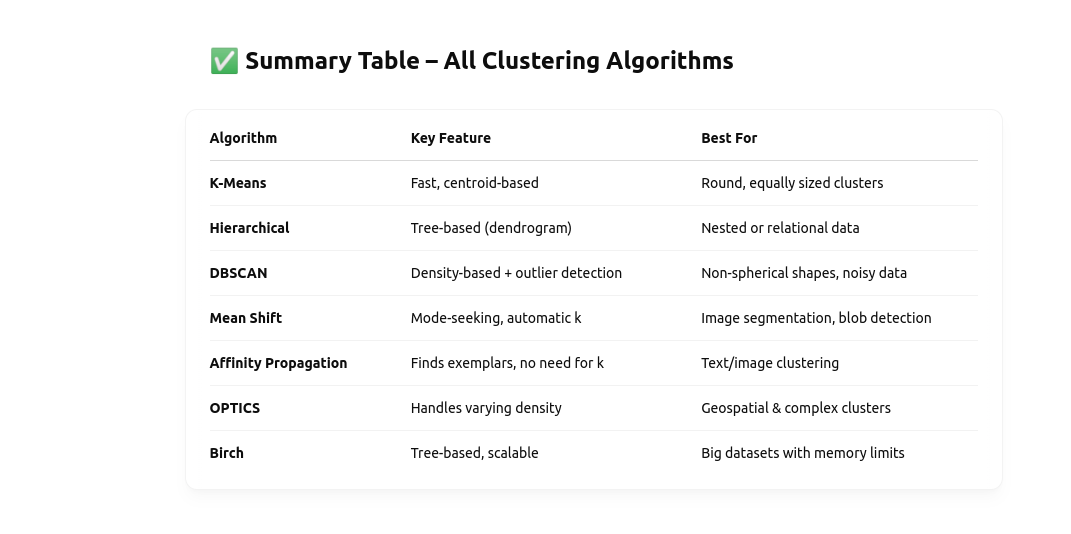 ✅ Summary Table – All Clustering Algorithms
Algorithm Key Feature Best For
K-Means Fast, centroid-based Round, equally sized clusters
Hierarchical Tree-based (dendrogram) Nested or relational data
DBSCAN Density-based + outlier detection Non-spherical shapes, noisy data
Mean Shift Mode-seeking, automatic k Image segmentation, blob detection
Affinity Propagation Finds exemplars, no need for k Text/image clustering
OPTICS Handles varying density Geospatial & complex clusters
Birch Tree-based, scalable Big datasets with memory limits